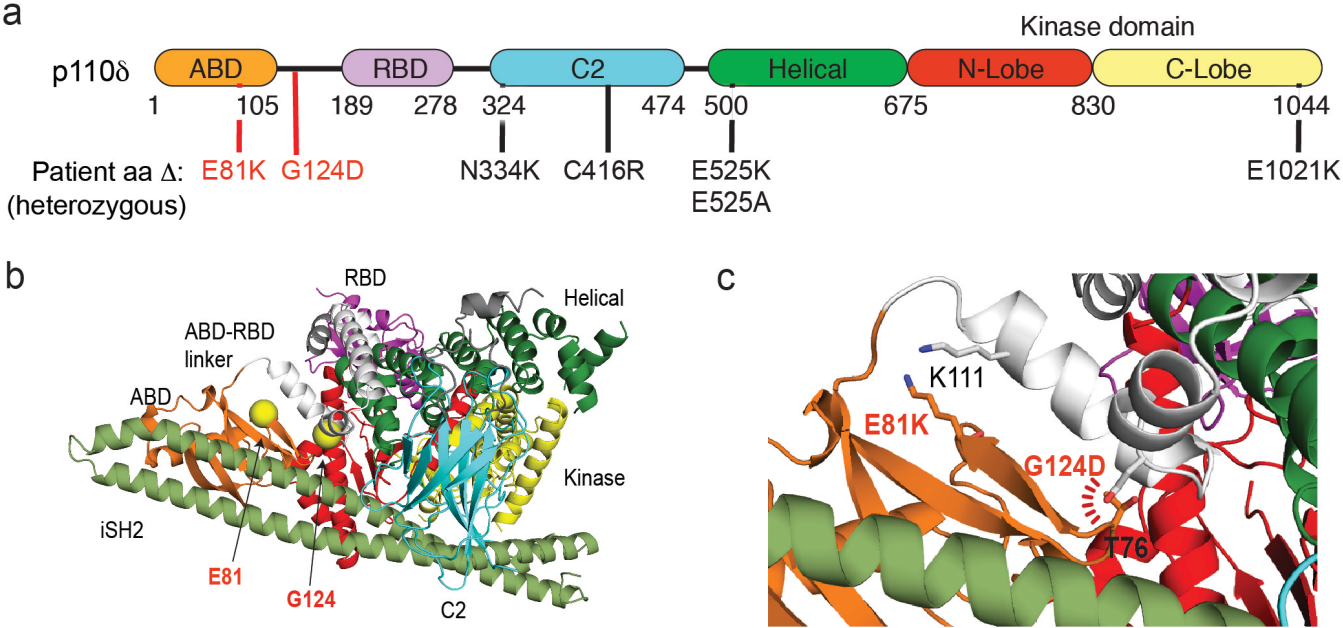 a
Kinase domain
p110δ
ABD
RBD
C2
Helical
N-Lobe
C-Lobe
1 105 189 278 324 474 500 675 830 1044
Patient aa Δ:
(heterozygous)
E81K G124D N334K C416R E525K E1021K
E525A
b
RBD
Helical
ABD-RBD
linker
ABD
Kinase
iSH2
E81
G124
C2
c
K111
E81K
G124D
T76